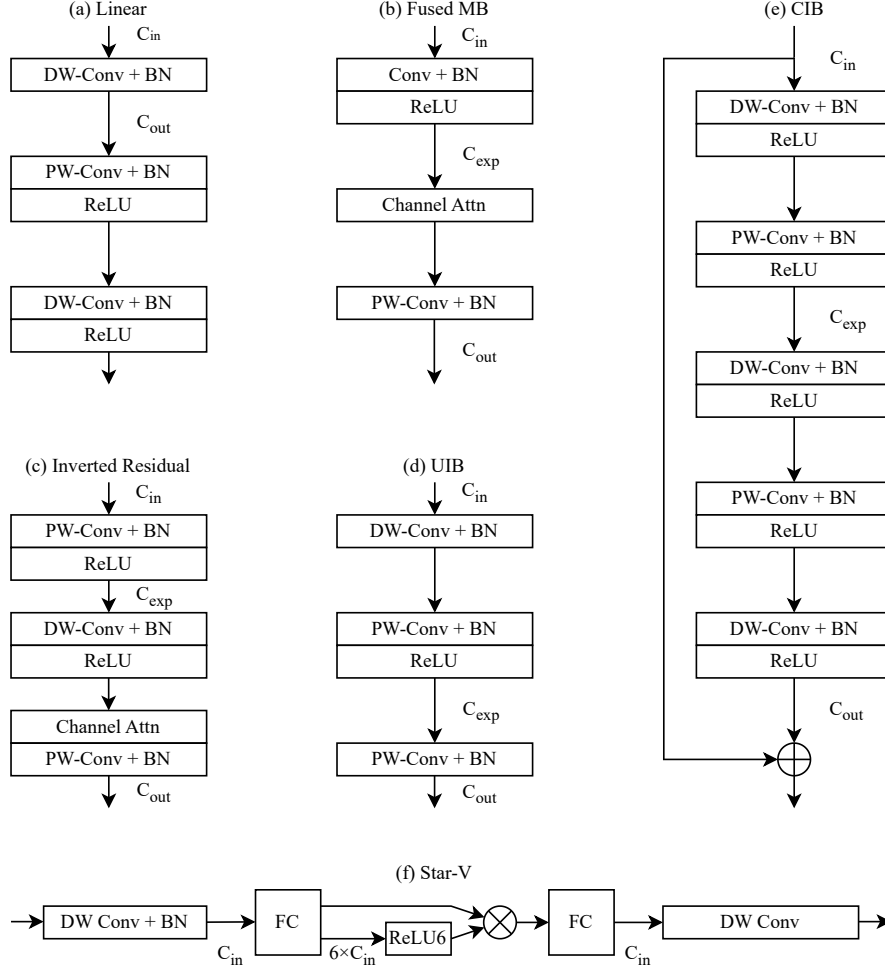 (a) Linear
C_in
DW-Conv + BN
C_out
PW-Conv + BN
ReLU
DW-Conv + BN
ReLU
(b) Fused MB
C_in
Conv + BN
ReLU
C_exp
Channel Attn
PW-Conv + BN
C_out
(e) CIB
C_in
DW-Conv + BN
ReLU
PW-Conv + BN
ReLU
C_exp
DW-Conv + BN
ReLU
PW-Conv + BN
ReLU
DW-Conv + BN
ReLU
C_out
(c) Inverted Residual
C_in
PW-Conv + BN
ReLU
C_exp
DW-Conv + BN
ReLU
Channel Attn
PW-Conv + BN
C_out
(d) UIB
C_in
DW-Conv + BN
PW-Conv + BN
ReLU
C_exp
PW-Conv + BN
C_out
(f) Star-V
DW Conv + BN
C_in
FC
6×C_in
ReLU6
FC
C_in
DW Conv